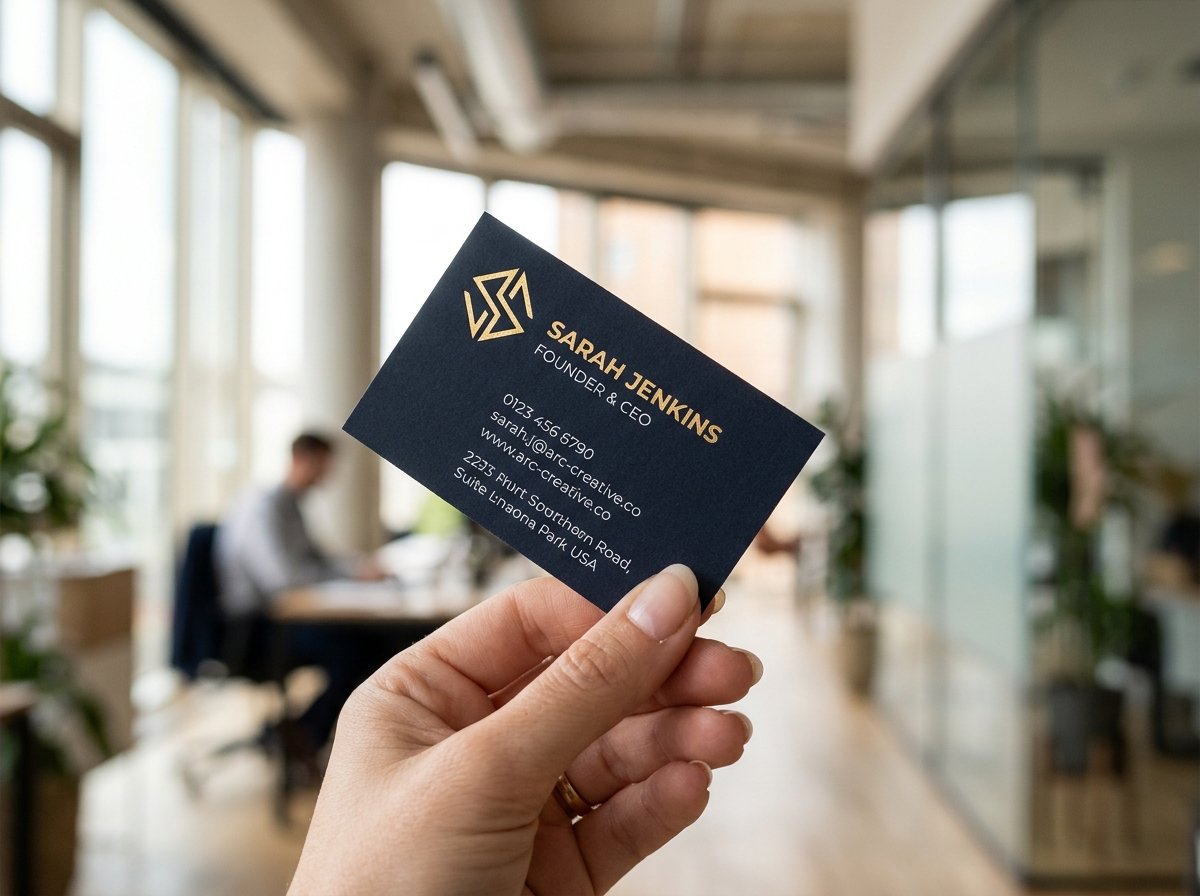 SARAH JENKINS
FOUNDER & CEO
0123 456 6790
sarah.j@arc-creative.co
www.arc-creative.co
Road,
Suite Park USA